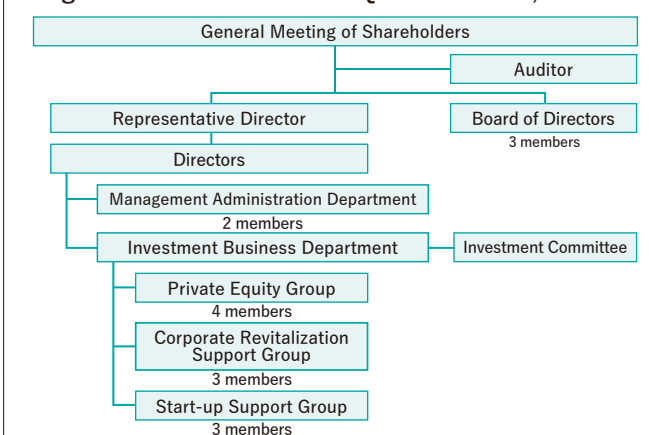 General Meeting of Shareholders
Auditor
Representative Director
Board of Directors
3 members
Directors
Management Administration Department
2 members
Investment Business Department
Investment Committee
Private Equity Group
4 members
Corporate Revitalization
Support Group
3 members
Start-up Support Group
3 members